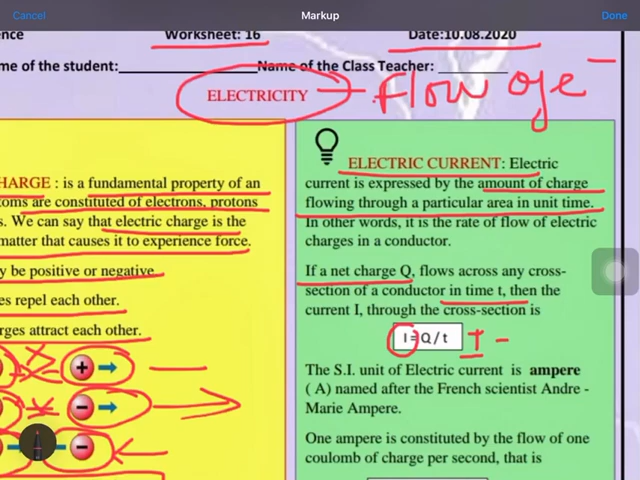 Cancel
Markup
Done
nce
Worksheet: 16
Date:10.08.2020
me of the student:
Name of the Class Teacher:
ELECTRICITY
flow of e⁻
HARGE : is a fundamental property of an
toms are constituted of electrons, protons
s. We can say that electric charge is the
matter that causes it to experience force.
y be positive or negative
es repel each other.
rges attract each other.
+
−
−
ELECTRIC CURRENT: Electric
current is expressed by the amount of charge
flowing through a particular area in unit time.
In other words, it is the rate of flow of electric
charges in a conductor.
If a net charge Q, flows across any cross-
section of a conductor in time t, then the
current I, through the cross-section is
I=Q/t
The S.I. unit of Electric current is ampere
( A) named after the French scientist Andre -
Marie Ampere.
One ampere is constituted by the flow of one
coulomb of charge per second, that is